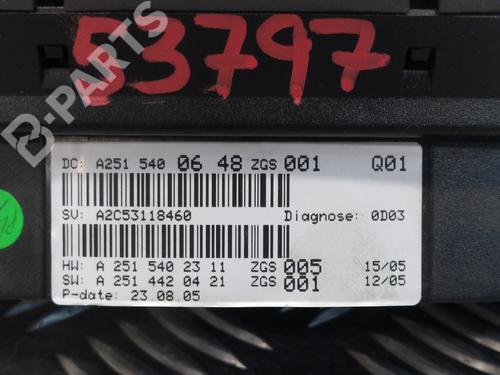 53797
B-PARTS
DC: A251 540 06 48 ZGS 001 Q01
SV: A2C53118460 Diagnose: 0D03
HW: A 251 540 23 11 ZGS 005 15/05
SW: A 251 442 04 21 ZGS 001 12/05
P-date: 23.08.05